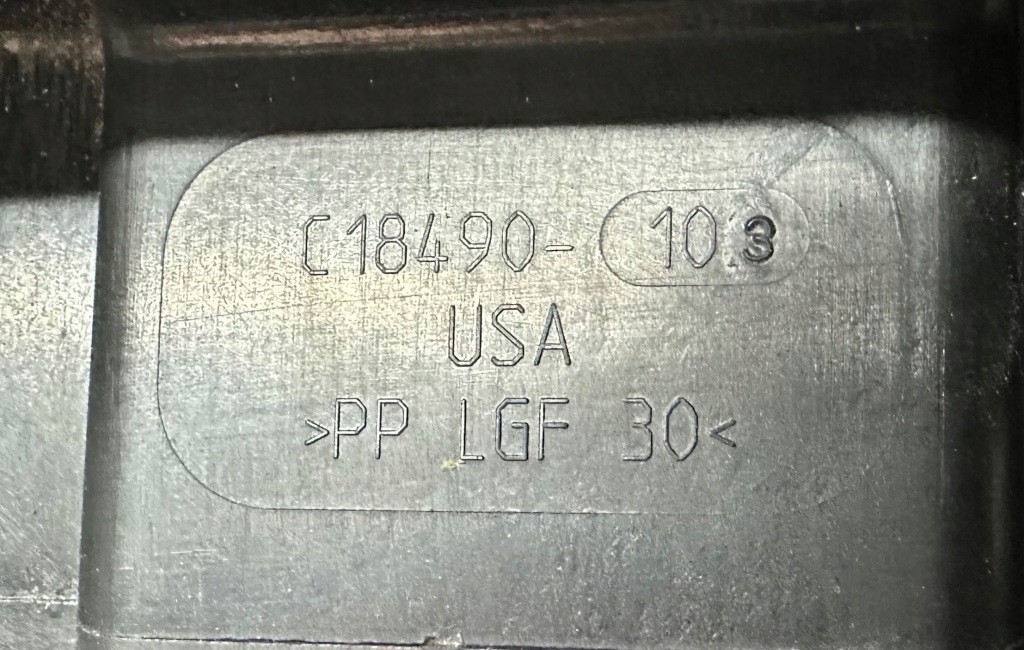 C18490- 103
USA
>PP LGF 30<